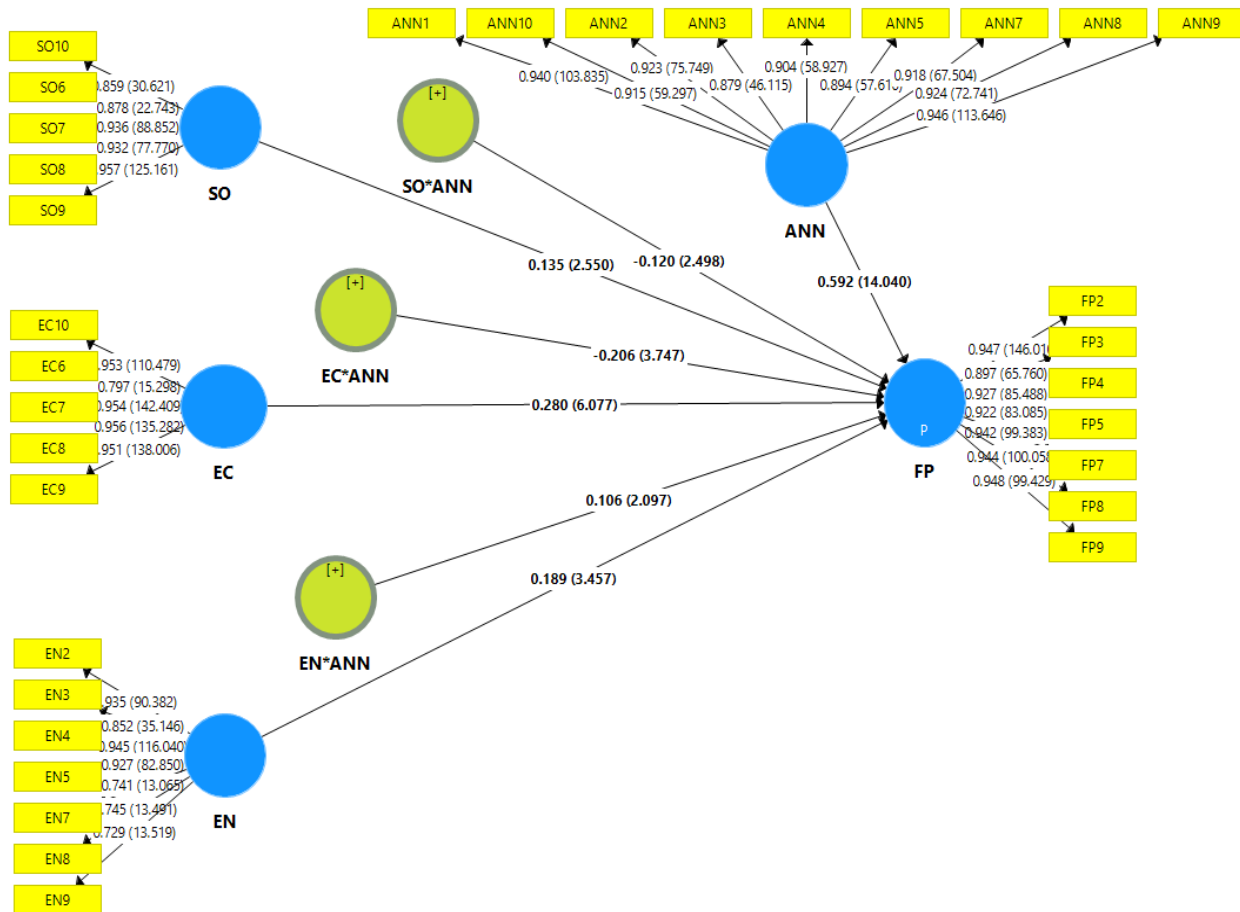 ANN1 ANN10 ANN2 ANN3 ANN4 ANN5 ANN7 ANN8 ANN9
0.940 (103.835)
0.915 (59.297)
0.923 (75.749)
0.879 (46.115)
0.904 (58.927)
0.894
0.918 (67.504)
0.924 (72.741)
0.946 (113.646)
ANN
SO10
SO6
SO7
SO8
SO9
.859 (30.621)
0.878 (22.743)
0.936 (88.852)
0.932 (77.770)
.957 (125.161)
SO
[+]
SO*ANN
0.135 (2.550)
-0.120 (2.498)
0.592 (14.040)
[+]
EC*ANN
-0.206 (3.747)
EC10
EC6
EC7
EC8
EC9
.953 (110.479)
0.797 (15.298)
0.954 (142.409
0.956 (135.282)
.951 (138.006)
EC
0.280 (6.077)
FP2
FP3
FP4
FP5
FP7
FP8
FP9
0.947
0.897 (65.760)
0.927 (85.488)
0.922 (83.085)
0.942 (99.383)
0.944 (100.058
0.948 (99.429)
P
FP
0.106 (2.097)
[+]
EN*ANN
0.189 (3.457)
EN2
EN3
EN4
EN5
EN7
EN8
EN9
.935 (90.382)
0.852 (35.146)
0.945 (116.040)
0.927 (82.850)
0.741 (13.065)
.745 (13.491)
0.729 (13.519)
EN